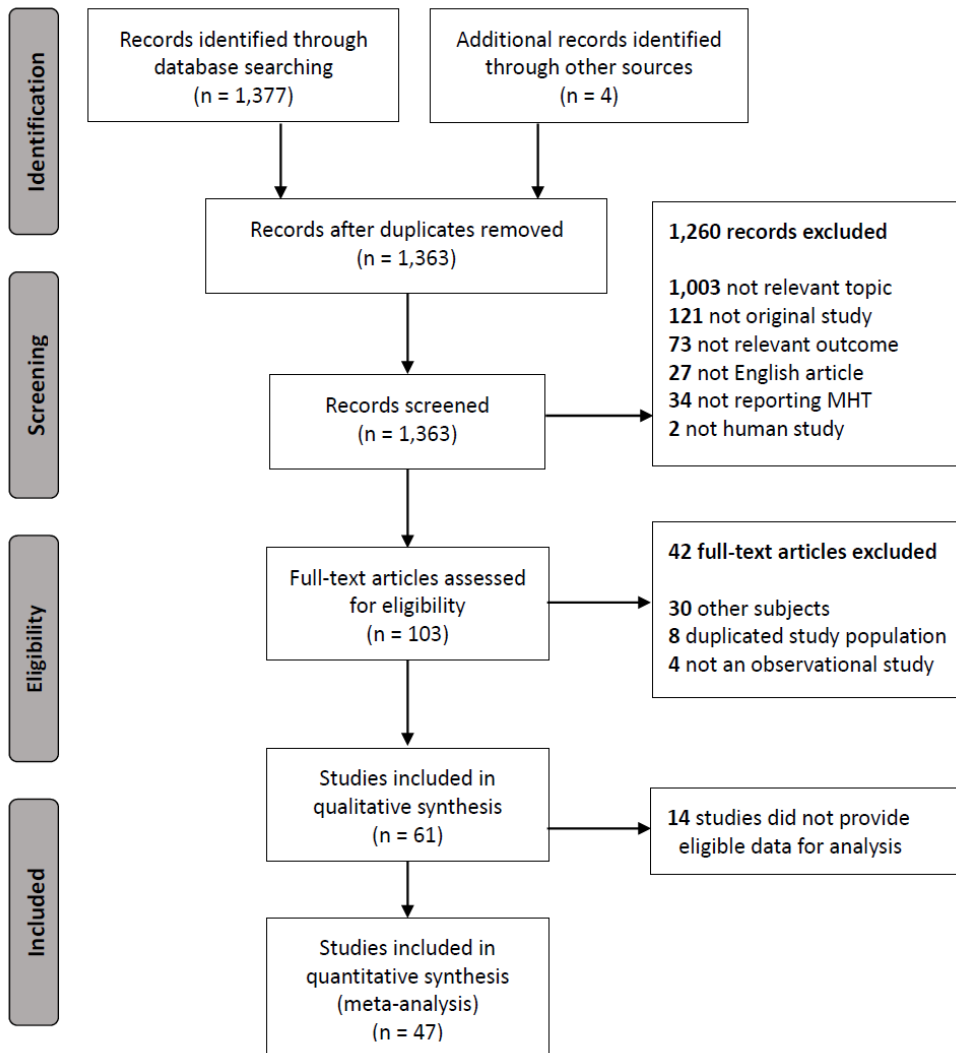 Identification
Records identified through
database searching
(n = 1,377)
Additional records identified
through other sources
(n = 4)
Records after duplicates removed
(n = 1,363)
Screening
Records screened
(n = 1,363)
1,260 records excluded
1,003 not relevant topic
121 not original study
73 not relevant outcome
27 not English article
34 not reporting MHT
2 not human study
Eligibility
Full-text articles assessed
for eligibility
(n = 103)
42 full-text articles excluded
30 other subjects
8 duplicated study population
4 not an observational study
Included
Studies included in
qualitative synthesis
(n = 61)
14 studies did not provide
eligible data for analysis
Studies included in
quantitative synthesis
(meta-analysis)
(n = 47)